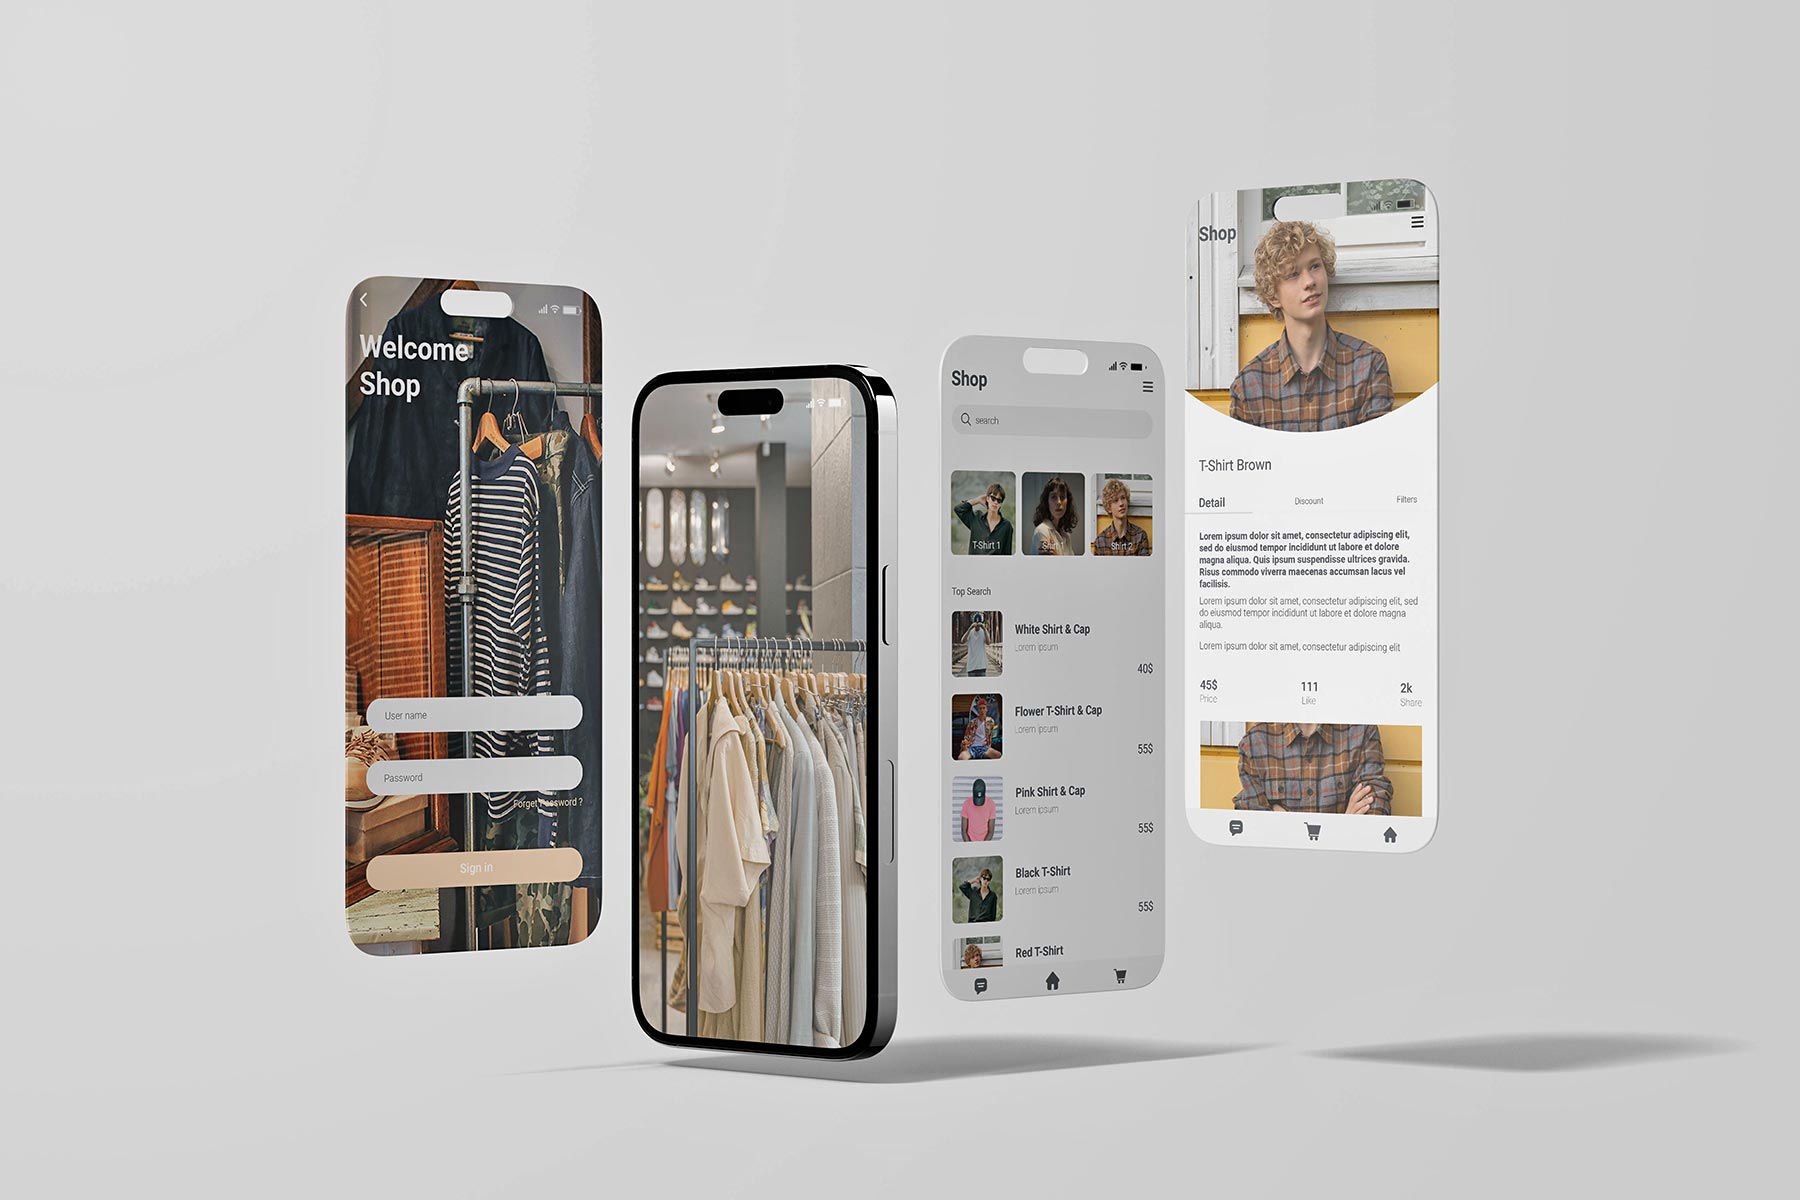 Welcome
Shop
User name
Password
Forget Password ?
Sign in
Shop
search
T-Shirt 1
Shirt 1
Shirt 2
Top Search
White Shirt & Cap
Lorem ipsum
40$
Flower T-Shirt & Cap
Lorem ipsum
55$
Pink Shirt & Cap
Lorem ipsum
55$
Black T-Shirt
Lorem ipsum
55$
Red T-Shirt
Shop
T-Shirt Brown
Detail
Discount
Filters
Lorem ipsum dolor sit amet, consectetur adipiscing elit,
sed do eiusmod tempor incididunt ut labore et dolore
magna aliqua. Quis ipsum suspendisse ultrices gravida.
Risus commodo viverra maecenas accumsan lacus vel
facilisis.
Lorem ipsum dolor sit amet, consectetur adipiscing elit, sed
do eiusmod tempor incididunt ut labore et dolore magna
aliqua.
Lorem ipsum dolor sit amet, consectetur adipiscing elit
45$
Price
111
Like
2k
Share